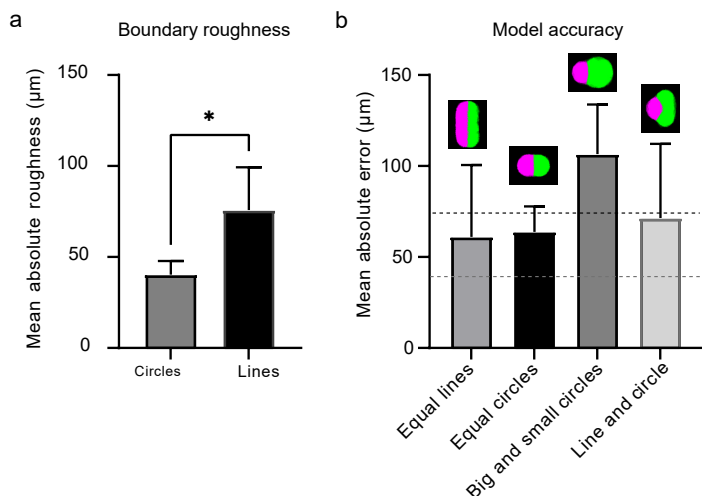 a
Boundary roughness
Mean absolute roughness (µm)
150
100
50
0
*
Circles
Lines
b
Model accuracy
Mean absolute error (µm)
150
100
50
0
Equal lines
Equal circles
Big and small circles
Line and circle